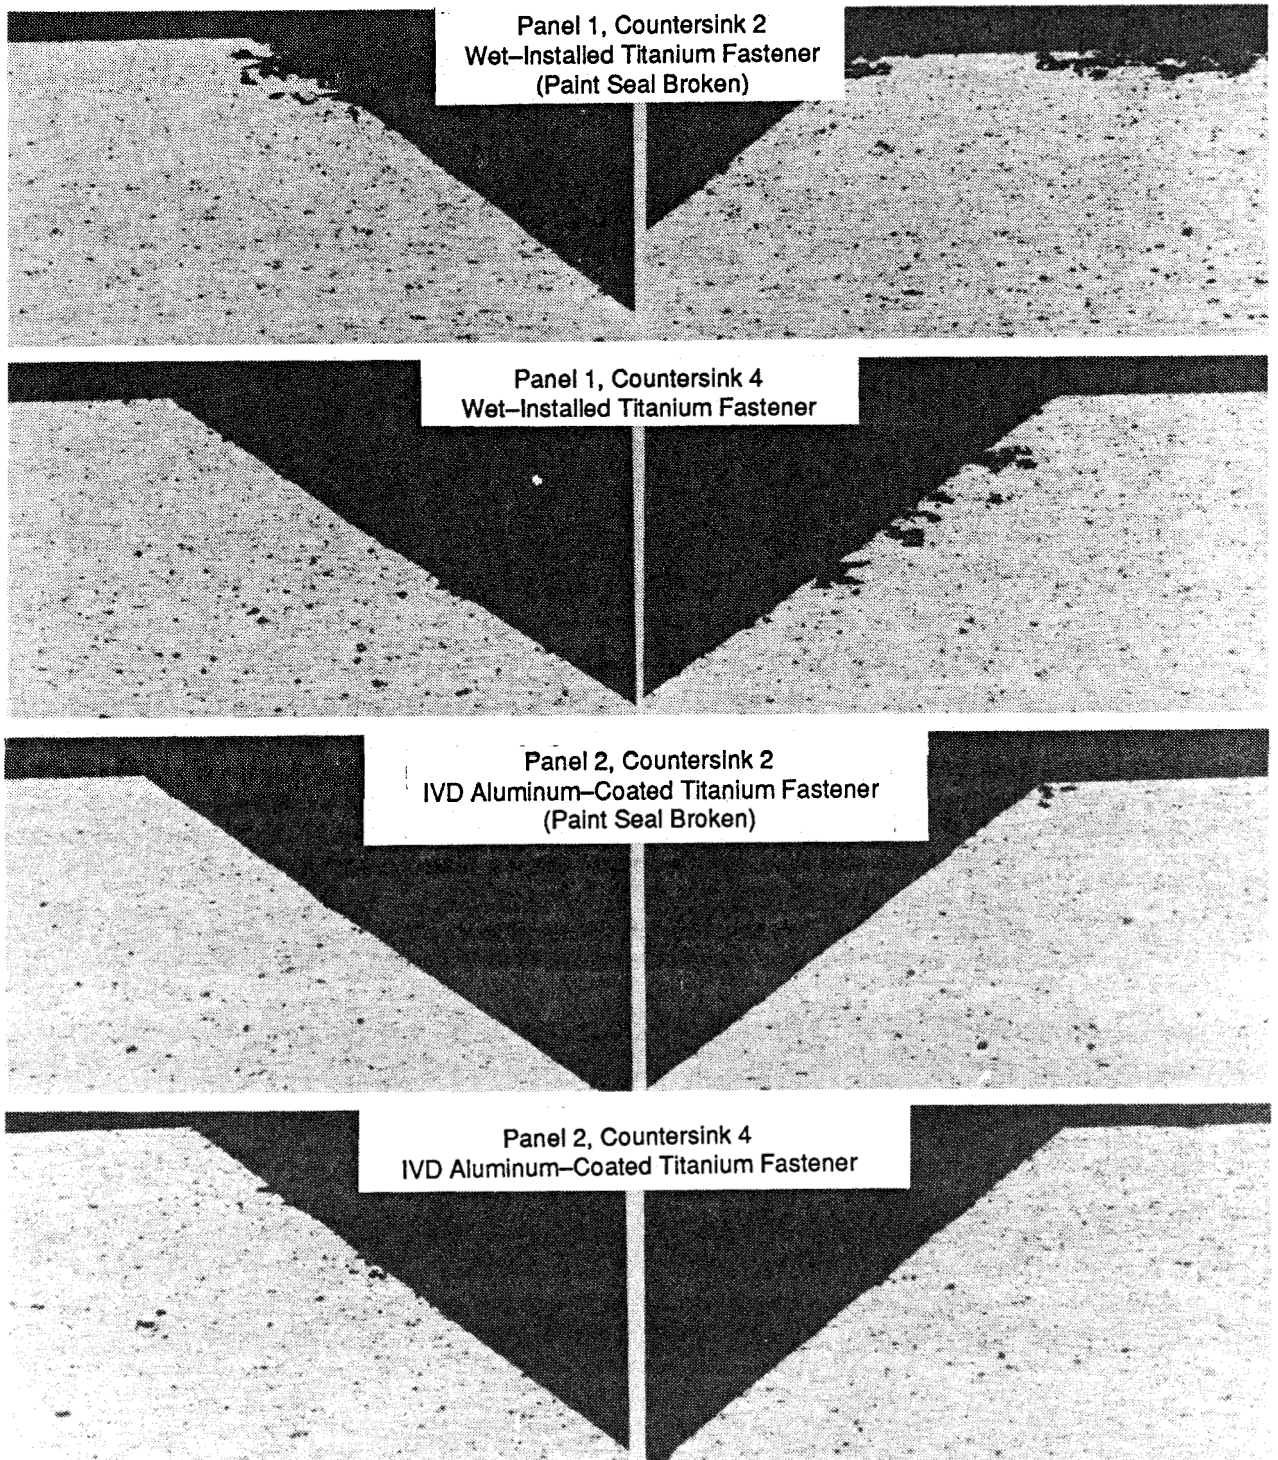 Panel 1, Countersink 2
Wet–Installed Titanium Fastener
(Paint Seal Broken)
Panel 1, Countersink 4
Wet–Installed Titanium Fastener
Panel 2, Countersink 2
IVD Aluminum–Coated Titanium Fastener
(Paint Seal Broken)
Panel 2, Countersink 4
IVD Aluminum–Coated Titanium Fastener